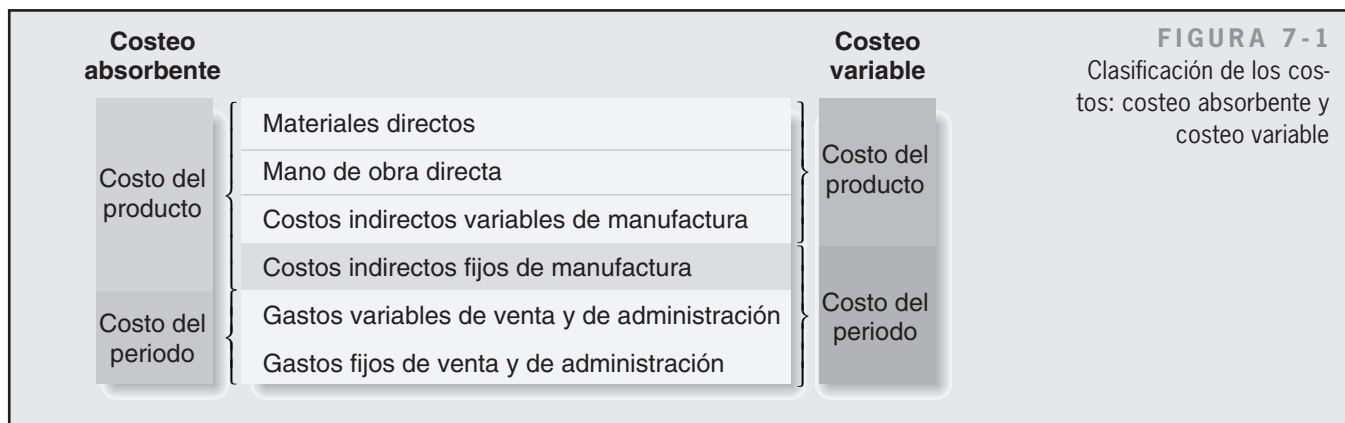 Costeo
absorbente
Costeo
variable
FIGURA 7-1
Clasificación de los cos-
tos: costeo absorbente y
costeo variable
Costo del
producto
Costo del
periodo
Materiales directos
Mano de obra directa
Costos indirectos variables de manufactura
Costos indirectos fijos de manufactura
Gastos variables de venta y de administración
Gastos fijos de venta y de administración
Costo del
producto
Costo del
periodo